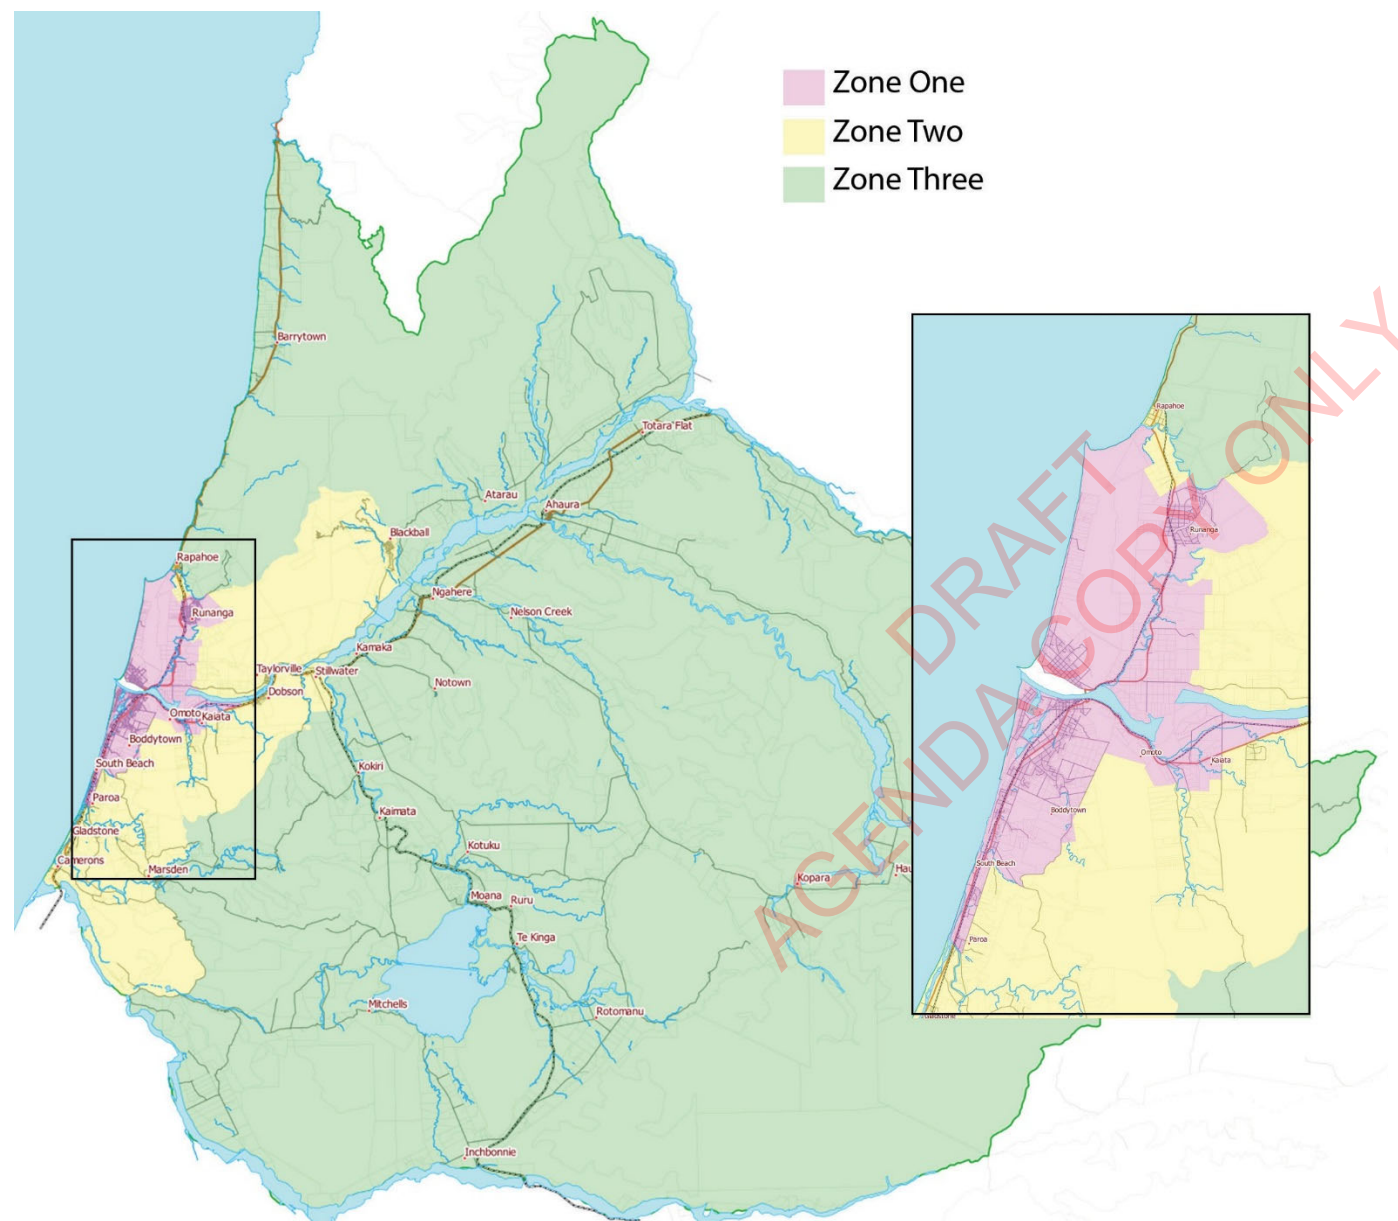 Zone One
Zone Two
Zone Three
Barrytown
Totara Flat
Atarau
Ahaura
Blackball
Rapahoe
Ngahere
Nelson Creek
Runanga
Kamaka
Taylorville
Stillwater
Notown
Dobson
Omoto
Kaiata
Boddytown
South Beach
Kokiri
Paroa
Kaimata
Gladstone
Kotuku
Camerons
Marsden
Kopara
Moana
Ruru
Te Kinga
Mitchells
Rotomanu
Inchbonnie
Rapahoe
Runanga
Omoto
Kaiata
Boddytown
South Beach
Paroa
Gladstone
DRAFT
AGENDA COPY ONLY